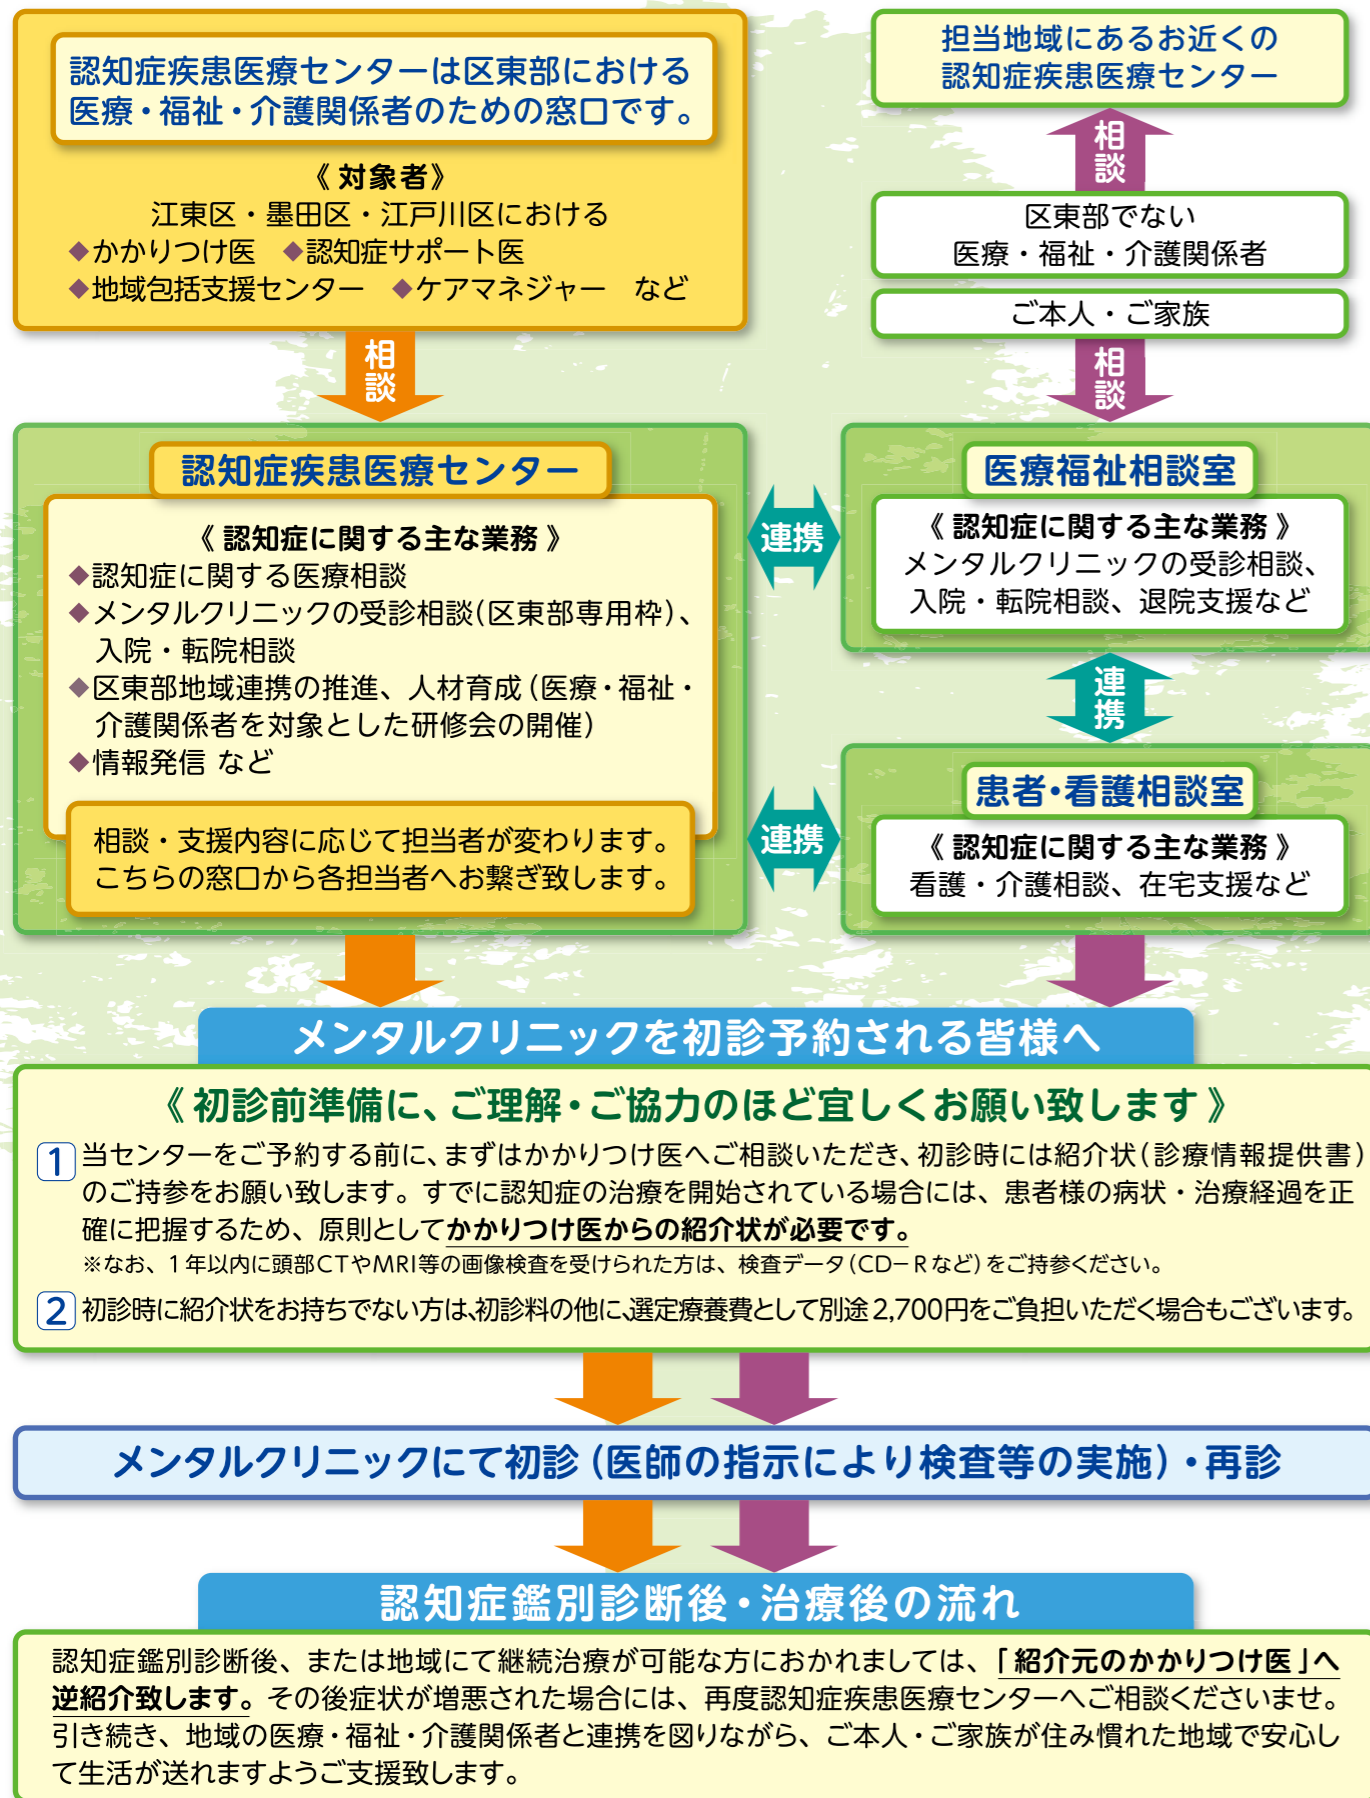 認知症疾患医療センターは区東部における
医療・福祉・介護関係者のための窓口です。
《 対象者》
江東区・墨田区・江戸川区における
◆かかりつけ医　◆認知症サポート医
◆地域包括支援センター　◆ケアマネジャー　など
相談
担当地域にあるお近くの
認知症疾患医療センター
相談
区東部でない
医療・福祉・介護関係者
ご本人・ご家族
相談
認知症疾患医療センター
《 認知症に関する主な業務 》
◆認知症に関する医療相談
◆メンタルクリニックの受診相談(区東部専用枠)、
入院・転院相談
◆区東部地域連携の推進、人材育成(医療・福祉・
介護関係者を対象とした研修会の開催)
◆情報発信 など
相談・支援内容に応じて担当者が変わります。
こちらの窓口から各担当者へお繋ぎ致します。
連携
連携
医療福祉相談室
《 認知症に関する主な業務 》
メンタルクリニックの受診相談、
入院・転院相談、退院支援など
連携
患者・看護相談室
《 認知症に関する主な業務 》
看護・介護相談、在宅支援など
メンタルクリニックを初診予約される皆様へ
《 初診前準備に、ご理解・ご協力のほど宜しくお願い致します 》
1 当センターをご予約する前に、まずはかかりつけ医へご相談いただき、初診時には紹介状(診療情報提供書)
のご持参をお願い致します。すでに認知症の治療を開始されている場合には、患者様の病状・治療経過を正
確に把握するため、原則としてかかりつけ医からの紹介状が必要です。
※なお、1年以内に頭部CTやMRI等の画像検査を受けられた方は、検査データ(CD−Rなど)をご持参ください。
2 初診時に紹介状をお持ちでない方は、初診料の他に、選定療養費として別途2,700円をご負担いただく場合もございます。
メンタルクリニックにて初診(医師の指示により検査等の実施)・再診
認知症鑑別診断後・治療後の流れ
認知症鑑別診断後、または地域にて継続治療が可能な方におかれましては、「紹介元のかかりつけ医」へ
逆紹介致します。その後症状が増悪された場合には、再度認知症疾患医療センターへご相談くださいませ。
引き続き、地域の医療・福祉・介護関係者と連携を図りながら、ご本人・ご家族が住み慣れた地域で安心し
て生活が送れますようご支援致します。